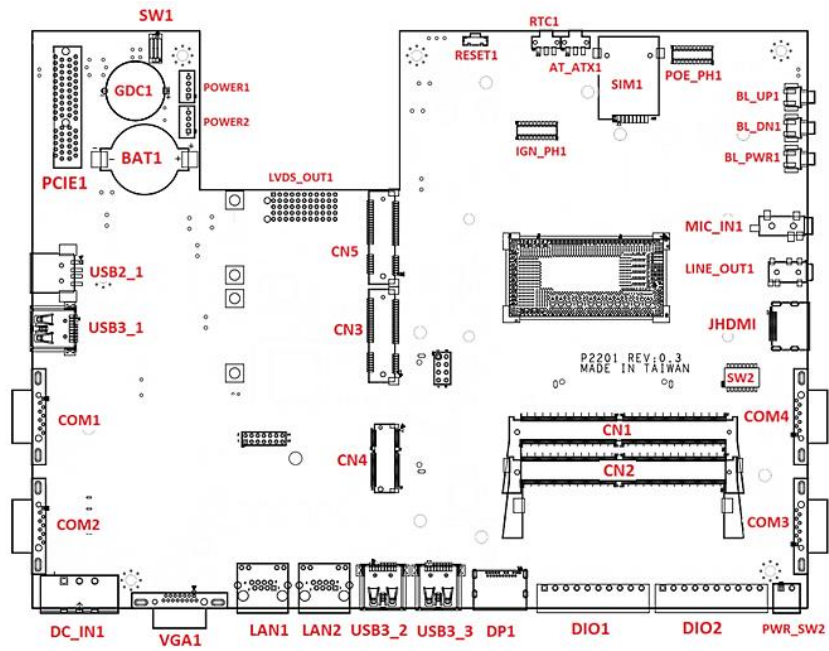 SW1
RTC1
RESET1
AT_ATX1
SIM1
POE_PH1
GDC1
POWER1
BL_UP1
POWER2
BL_DN1
IGN_PH1
BAT1
BL_PWR1
PCIE1
LVDS_OUT1
MIC_IN1
CN5
USB2_1
LINE_OUT1
USB3_1
CN3
JHDMI
P2201 REV:0.3
MADE IN TAIWAN
SW2
COM1
COM4
CN1
CN4
CN2
COM2
COM3
DC_IN1
VGA1
LAN1
LAN2
USB3_2
USB3_3
DP1
DIO1
DIO2
PWR_SW2